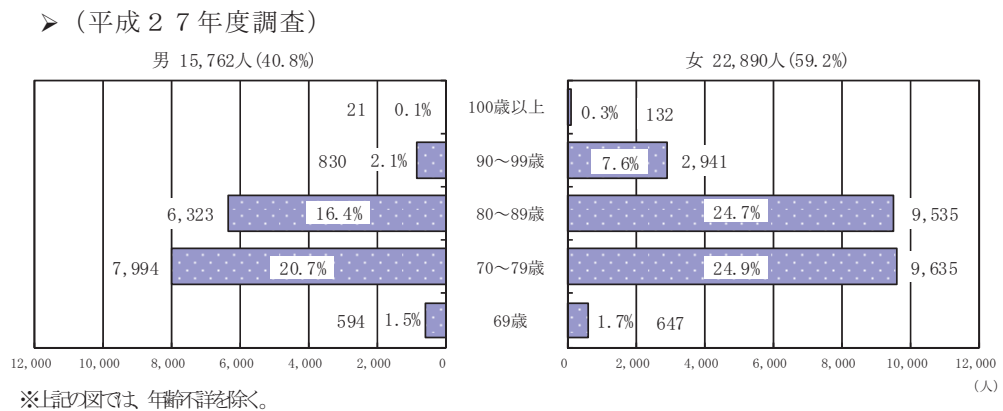 ➢（平成２７年度調査）
男 15,762人(40.8%)
女 22,890人(59.2%)
21 0.1% 100歳以上 0.3% 132
830 2.1% 90～99歳 7.6% 2,941
6,323 16.4% 80～89歳 24.7% 9,535
7,994 20.7% 70～79歳 24.9% 9,635
594 1.5% 69歳 1.7% 647
12,000 10,000 8,000 6,000 4,000 2,000 0 0 2,000 4,000 6,000 8,000 10,000 12,000
(人)
※上記の図では、年齢不詳を除く。